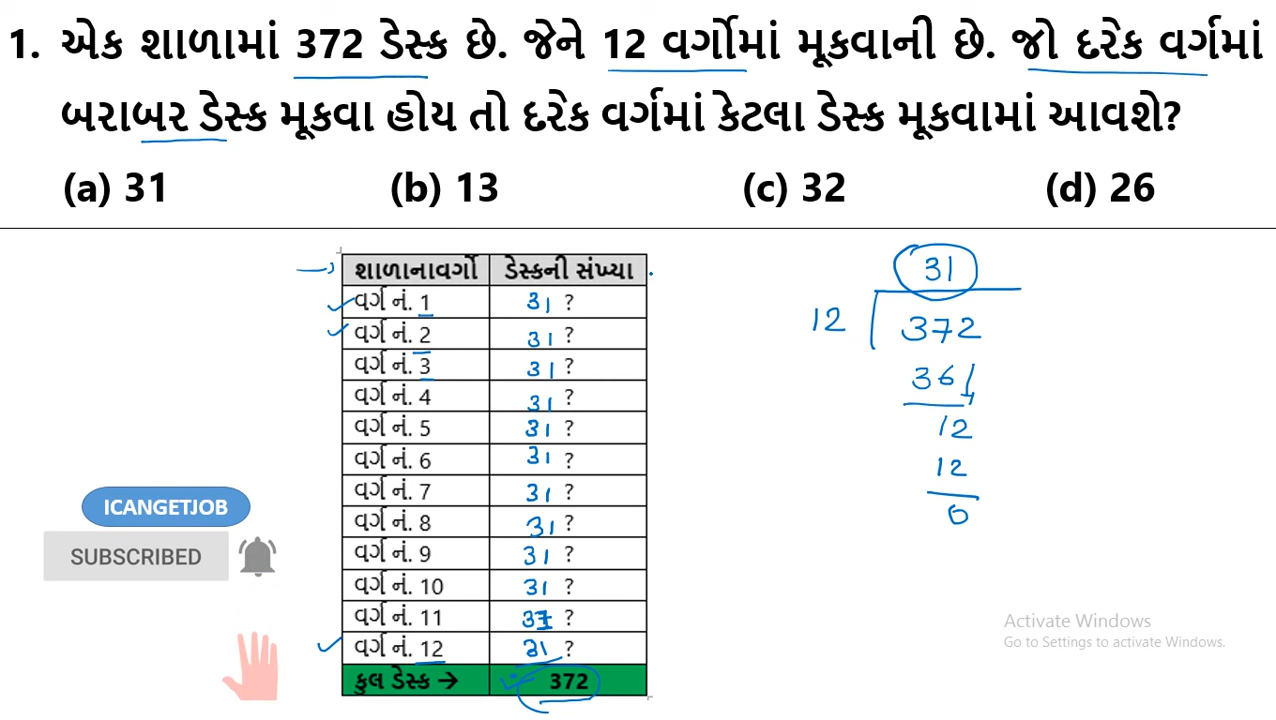 1. એક શાળામાં 372 ડેસ્ક છે. જેને 12 વર્ગોમાં મૂકવાની છે. જો દરેક વર્ગમાં
બરાબર ડેસ્ક મૂકવા હોય તો દરેક વર્ગમાં કેટલા ડેસ્ક મૂકવામાં આવશે?
(a) 31 (b) 13 (c) 32 (d) 26
શાળાનાવર્ગો ડેસ્કની સંખ્યા
વર્ગ નં. 1 31 ?
વર્ગ નં. 2 31 ?
વર્ગ નં. 3 31 ?
વર્ગ નં. 4 31 ?
વર્ગ નં. 5 31 ?
વર્ગ નં. 6 31 ?
વર્ગ નં. 7 31 ?
વર્ગ નં. 8 31 ?
વર્ગ નં. 9 31 ?
વર્ગ નં. 10 31 ?
વર્ગ નં. 11 ?
વર્ગ નં. 12 31 ?
કુલ ડેસ્ક → 372
31
12 372
36
12
12
0
ICANGETJOB
SUBSCRIBED
Activate Windows
Go to Settings to activate Windows.